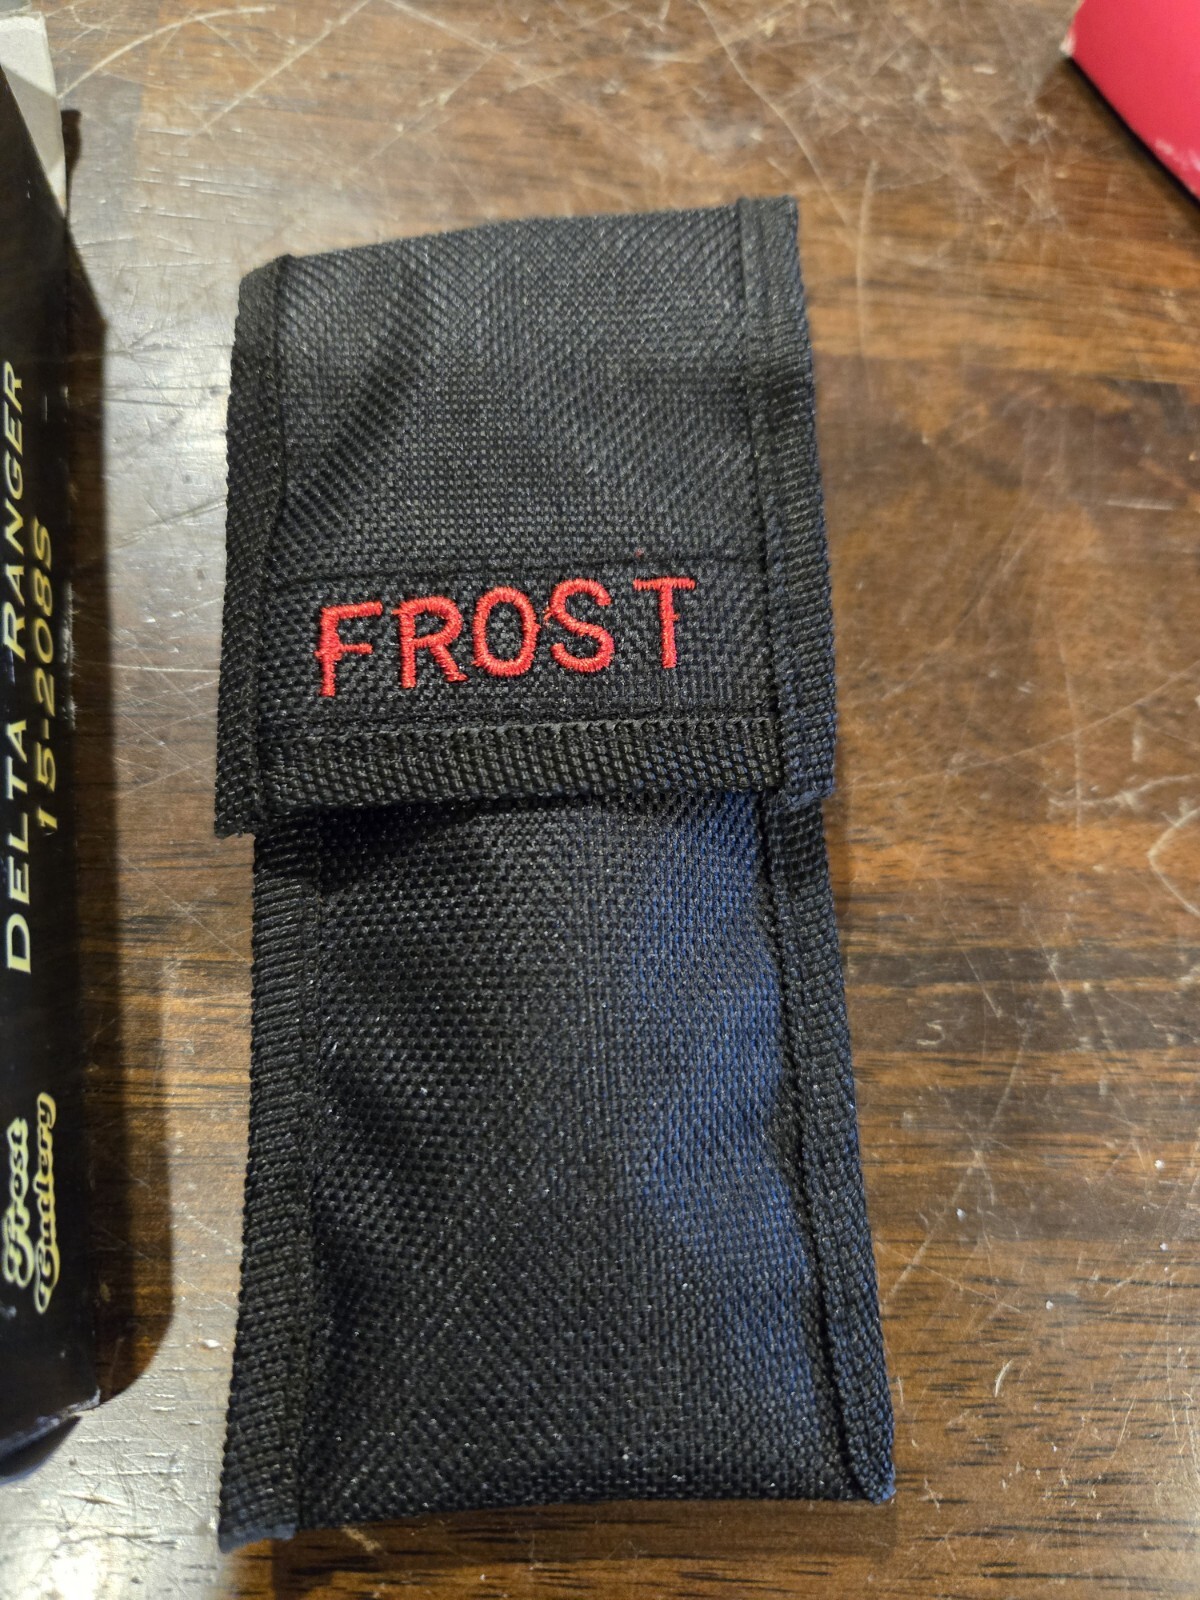 FROST
DELTA RANGER
15-208S
Frost
Cutlery